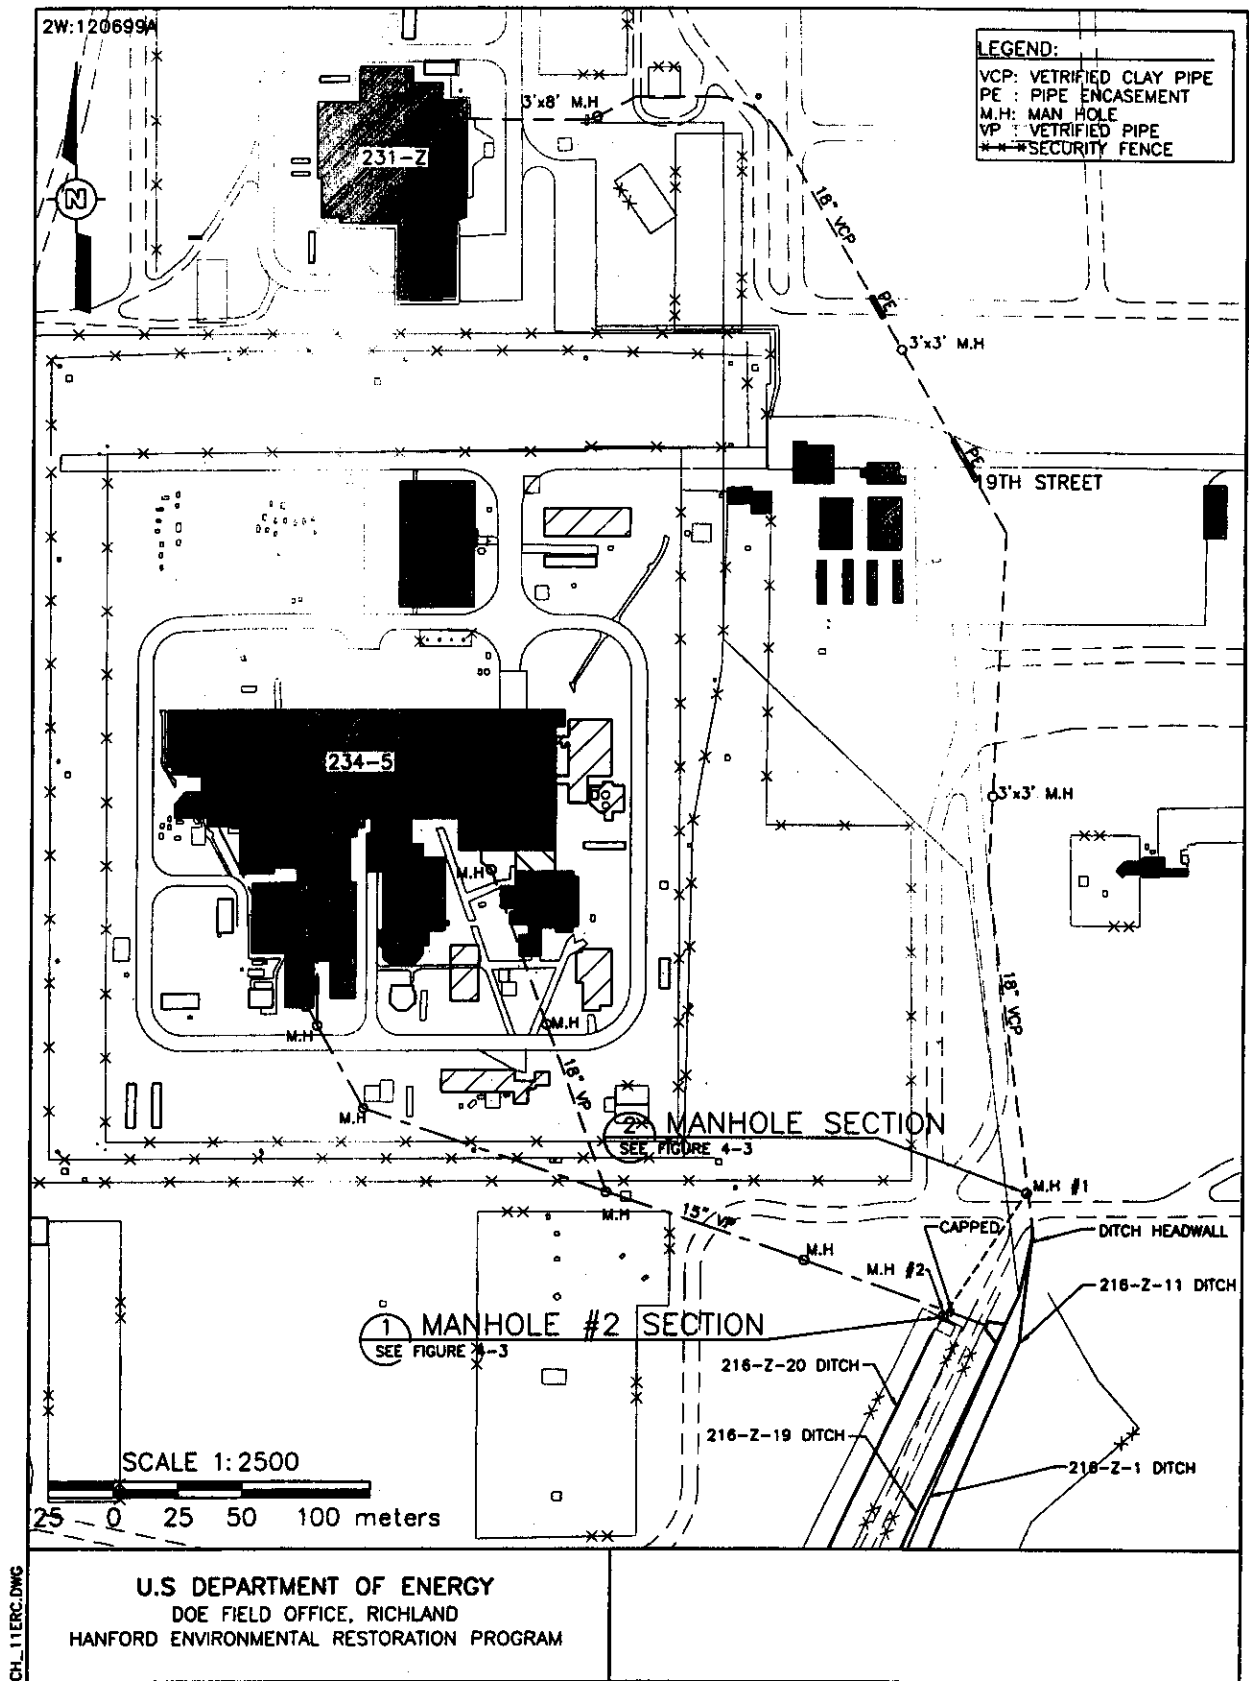 2W:120699A
LEGEND:
VCP: VETRIFIED CLAY PIPE
PE : PIPE ENCASEMENT
M.H: MAN HOLE
VP : VETRIFIED PIPE
SECURITY FENCE
3'x8' M.H
231-Z
N
18" VCP
PE
3'x3' M.H
PE
19TH STREET
234-5
3'x3' M.H
M.H
18" VCP
M.H
M.H
18" VP
M.H
2 MANHOLE SECTION
SEE FIGURE 4-3
M.H #1
M.H
15" VP
CAPPED
DITCH HEADWALL
M.H
M.H #2
216-Z-11 DITCH
1 MANHOLE #2 SECTION
SEE FIGURE 4-3
216-Z-20 DITCH
216-Z-19 DITCH
216-Z-1 DITCH
SCALE 1:2500
25 0 25 50 100 meters
U.S DEPARTMENT OF ENERGY
DOE FIELD OFFICE, RICHLAND
HANFORD ENVIRONMENTAL RESTORATION PROGRAM
CH_11ERC.DWG